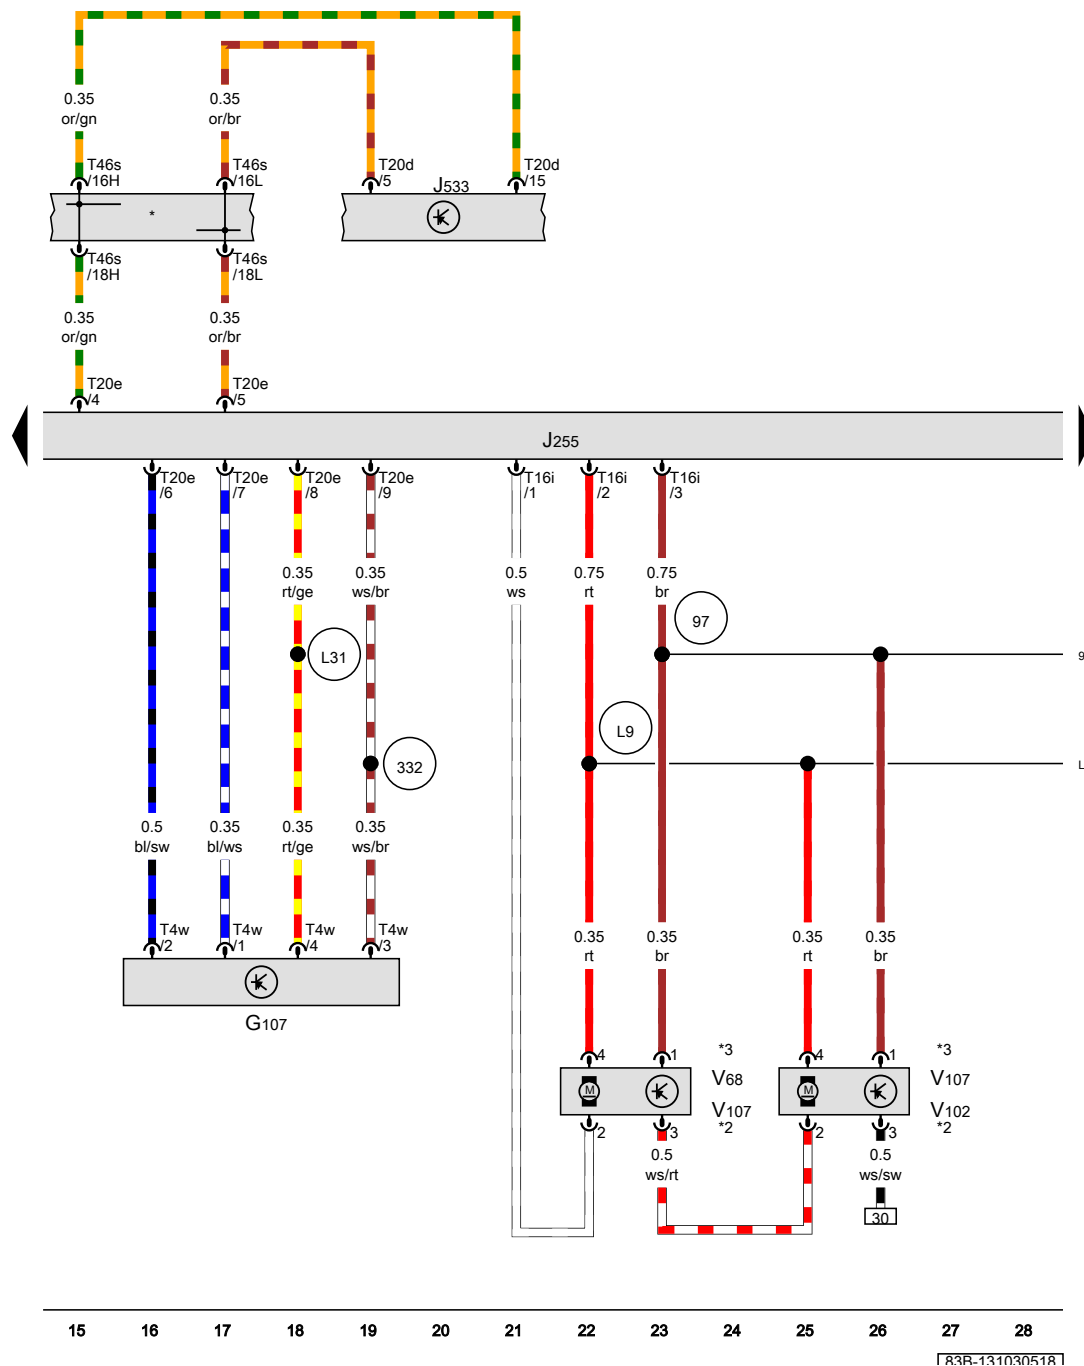 0.35 0.35
or/gn or/br
T46s T46s T20d T20d
/16H /16L /5 J533 /15
*
T46s T46s
/18H /18L
0.35 0.35
or/gn or/br
T20e T20e
/4 /5
J255
T20e T20e T20e T20e T16i T16i T16i
/6 /7 /8 /9 /1 /2 /3
0.35 0.35 0.5 0.75 0.75
rt/ge ws/br ws rt br
97
L31
9
L9
332
L
0.5 0.35 0.35 0.35
bl/sw bl/ws rt/ge ws/br
T4w T4w T4w T4w
/2 /1 /4 /3
0.35 0.35 0.35 0.35
rt br rt br
G107
4 1 *3 4 1 *3
M V68 M V107
V107 V102
2 3 *2 2 3 *2
0.5 0.5
ws/rt ws/sw
30
15 16 17 18 19 20 21 22 23 24 25 26 27 28
83B-131030518